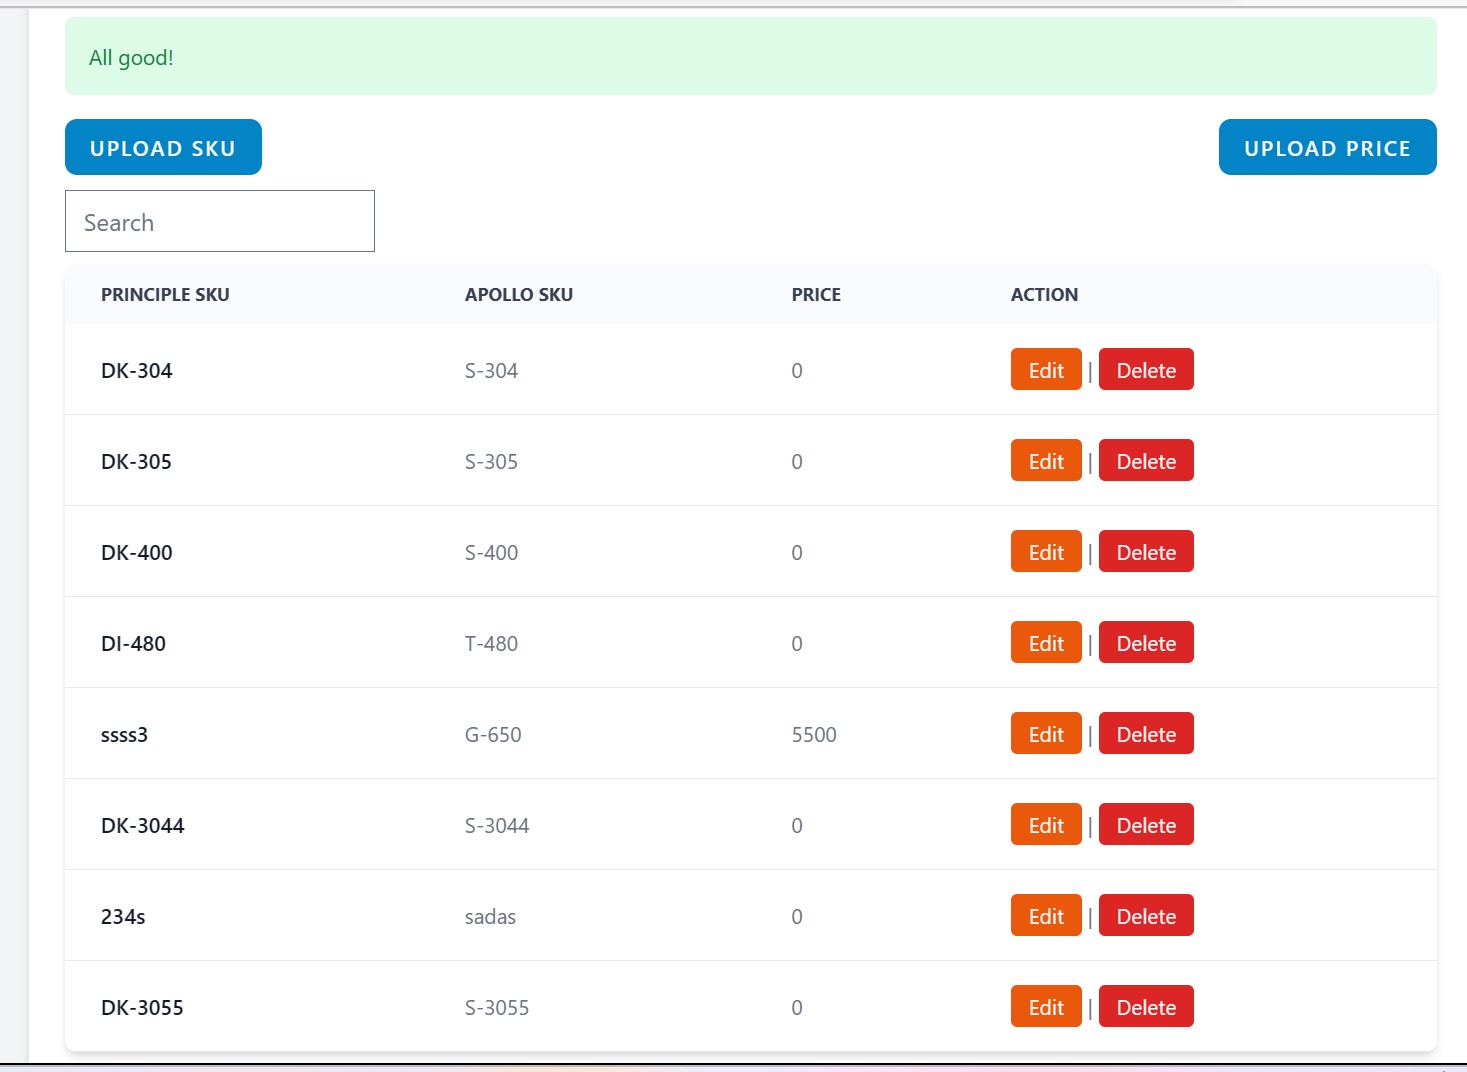 All good!
UPLOAD SKU UPLOAD PRICE
Search
PRINCIPLE SKU APOLLO SKU PRICE ACTION
DK-304 S-304 0 Edit | Delete
DK-305 S-305 0 Edit | Delete
DK-400 S-400 0 Edit | Delete
DI-480 T-480 0 Edit | Delete
ssss3 G-650 5500 Edit | Delete
DK-3044 S-3044 0 Edit | Delete
234s sadas 0 Edit | Delete
DK-3055 S-3055 0 Edit | Delete